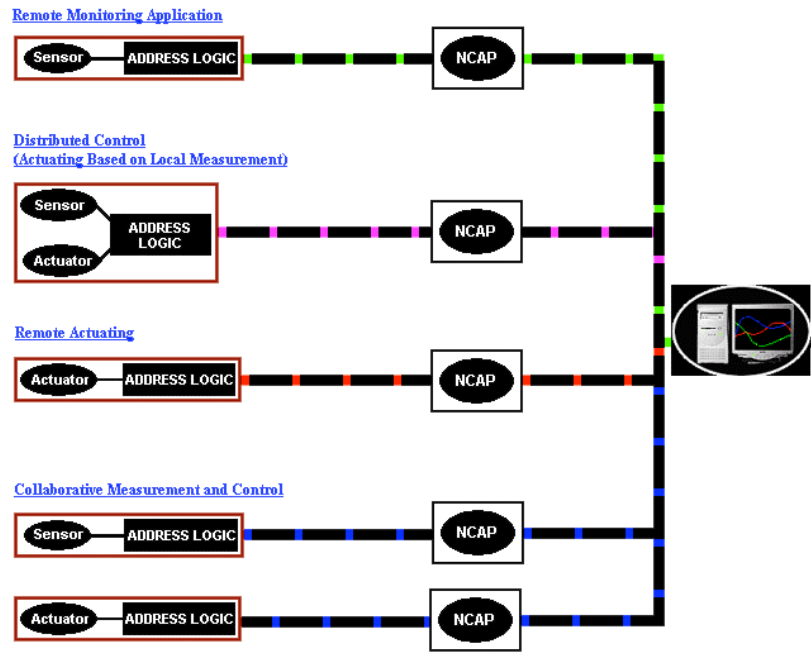 Remote Monitoring Application
Sensor ADDRESS LOGIC NCAP
Distributed Control
(Actuating Based on Local Measurement)
Sensor
ADDRESS
LOGIC
NCAP
Actuator
Remote Actuating
Actuator ADDRESS LOGIC NCAP
Collaborative Measurement and Control
Sensor ADDRESS LOGIC NCAP
Actuator ADDRESS LOGIC NCAP